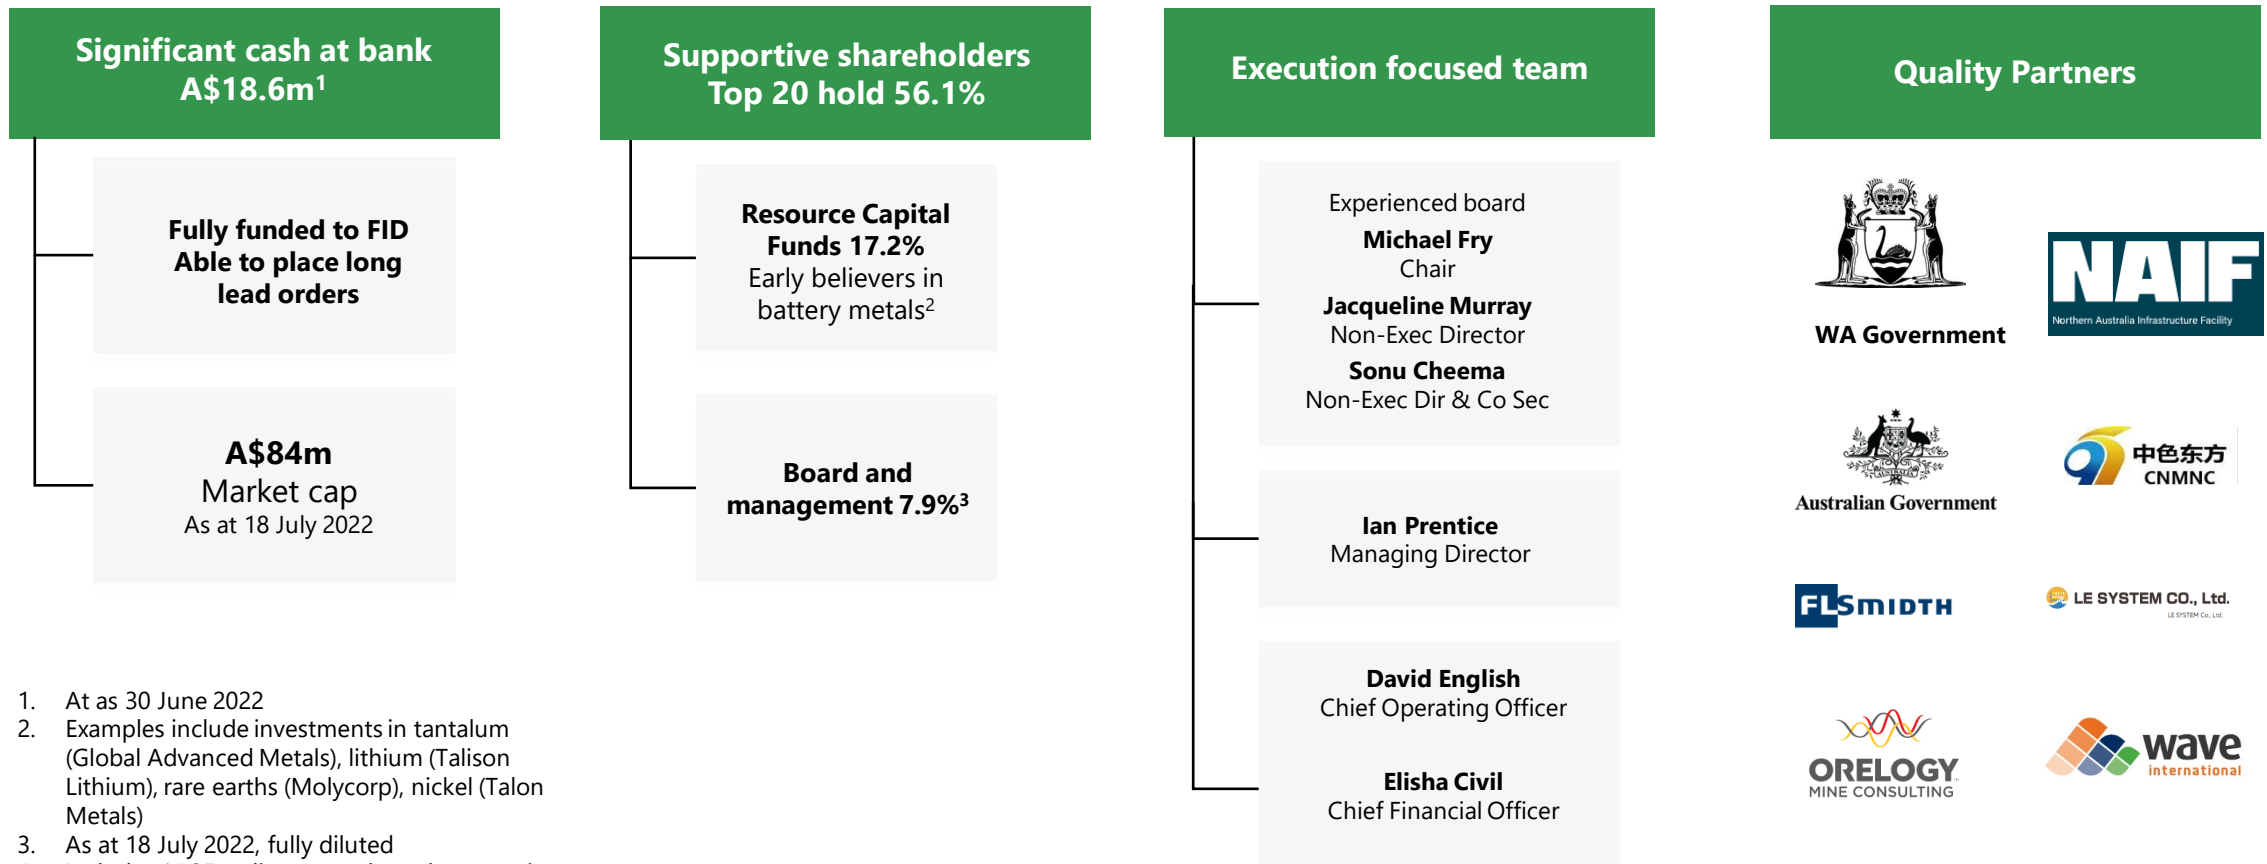 Significant cash at bank
A$18.6m¹
Fully funded to FID
Able to place long
lead orders
A$84m
Market cap
As at 18 July 2022
Supportive shareholders
Top 20 hold 56.1%
Resource Capital
Funds 17.2%
Early believers in
battery metals²
Board and
management 7.9%³
Execution focused team
Experienced board
Michael Fry
Chair
Jacqueline Murray
Non-Exec Director
Sonu Cheema
Non-Exec Dir & Co Sec
Ian Prentice
Managing Director
David English
Chief Operating Officer
Elisha Civil
Chief Financial Officer
Quality Partners
WA Government
NAIF
Northern Australia Infrastructure Facility
Australian Government
中色东方
CNMNC
FLSMIDTH
LE SYSTEM CO., Ltd.
LE SYSTEM Co., Ltd.
ORELOGY
MINE CONSULTING
wave
international
1. At as 30 June 2022
2. Examples include investments in tantalum
(Global Advanced Metals), lithium (Talison
Lithium), rare earths (Molycorp), nickel (Talon
Metals)
3. As at 18 July 2022, fully diluted